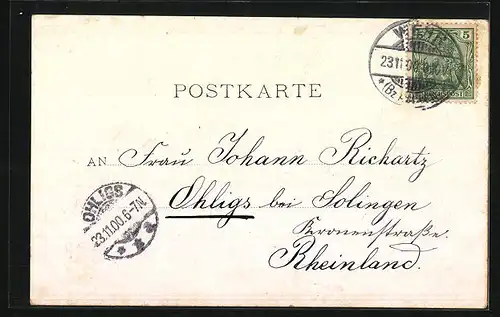 5
23.11.00.
POSTKARTE
AN Frau Johann Richartz
Ohligs bei Solingen
Kronenstraße.
Rheinland.
OHLIGS
23.11.00.6-7N.